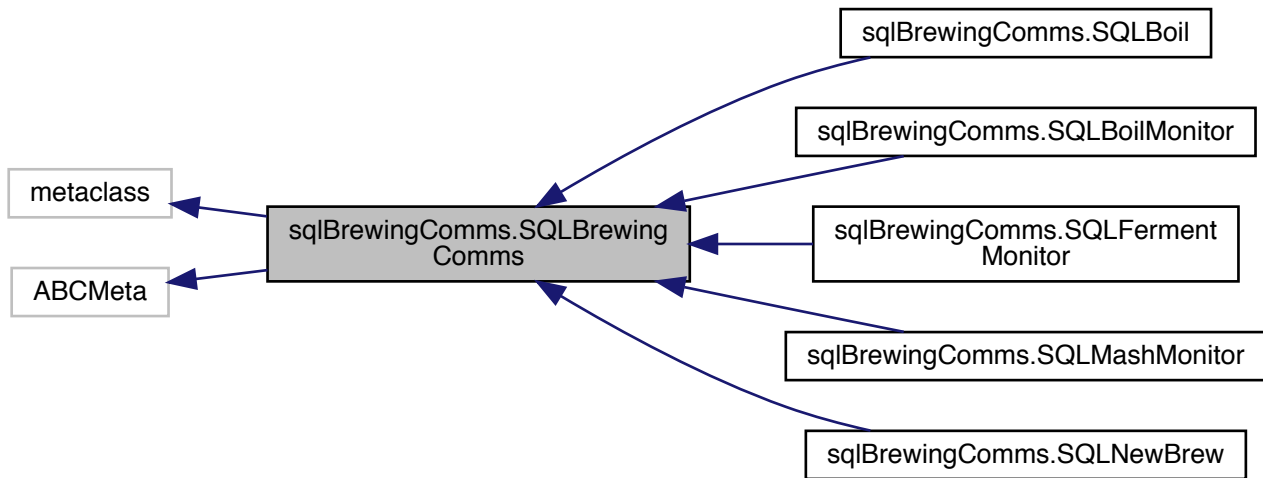 sqlBrewingComms.SQLBoil
sqlBrewingComms.SQLBoilMonitor
metaclass
sqlBrewingComms.SQLBrewing
Comms
sqlBrewingComms.SQLFerment
Monitor
ABCMeta
sqlBrewingComms.SQLMashMonitor
sqlBrewingComms.SQLNewBrew